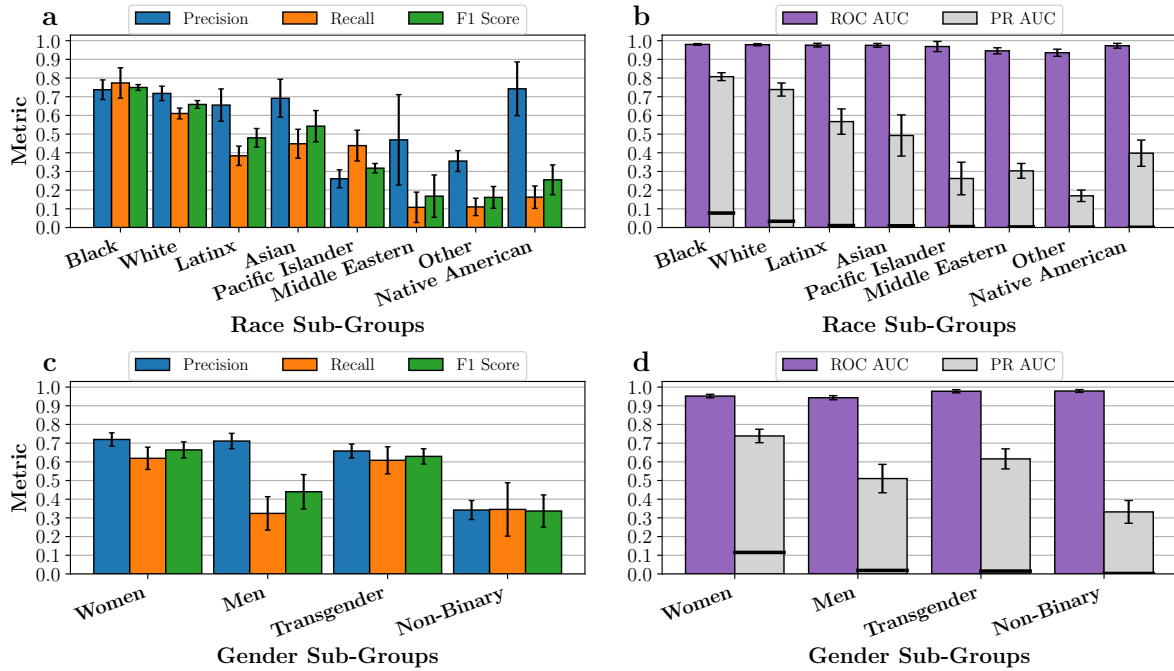 a
Precision Recall F1 Score
Metric
1.0
0.9
0.8
0.7
0.6
0.5
0.4
0.3
0.2
0.1
0.0
Black White Latinx Asian Pacific Islander Middle Eastern Other Native American
Race Sub-Groups
b
ROC AUC PR AUC
1.0
0.9
0.8
0.7
0.6
0.5
0.4
0.3
0.2
0.1
0.0
Black White Latinx Asian Pacific Islander Middle Eastern Other Native American
Race Sub-Groups
c
Precision Recall F1 Score
Metric
1.0
0.9
0.8
0.7
0.6
0.5
0.4
0.3
0.2
0.1
0.0
Women Men Transgender Non-Binary
Gender Sub-Groups
d
ROC AUC PR AUC
1.0
0.9
0.8
0.7
0.6
0.5
0.4
0.3
0.2
0.1
0.0
Women Men Transgender Non-Binary
Gender Sub-Groups